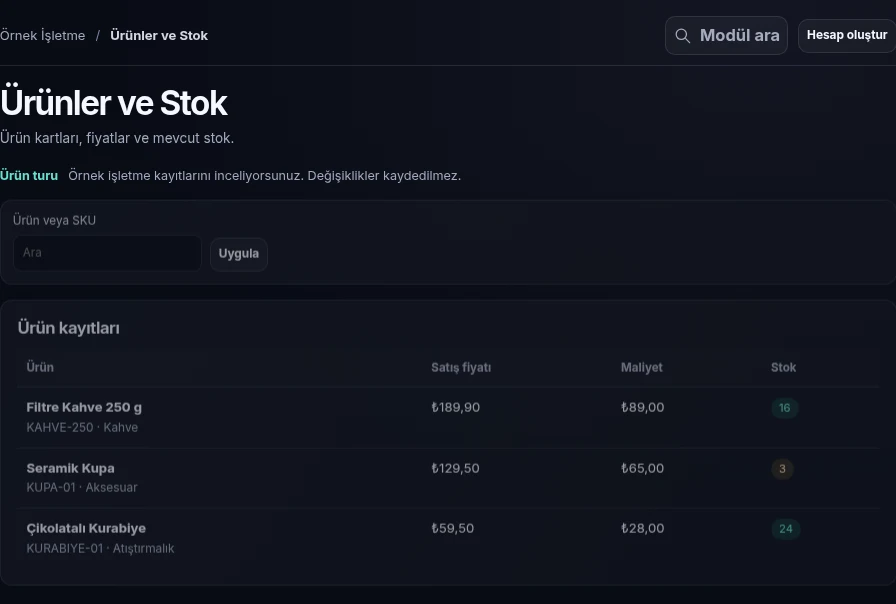 Örnek İşletme / Ürünler ve Stok
Modül ara
Hesap oluştur
Ürünler ve Stok
Ürün kartları, fiyatlar ve mevcut stok.
Ürün turu Örnek işletme kayıtlarını inceliyorsunuz. Değişiklikler kaydedilmez.
Ürün veya SKU
Ara
Uygula
Ürün kayıtları
Ürün Satış fiyatı Maliyet Stok
Filtre Kahve 250 g ₺189,90 ₺89,00 16
KAHVE-250 · Kahve
Seramik Kupa ₺129,50 ₺65,00 3
KUPA-01 · Aksesuar
Çikolatalı Kurabiye ₺59,50 ₺28,00 24
KURABIYE-01 · Atıştırmalık